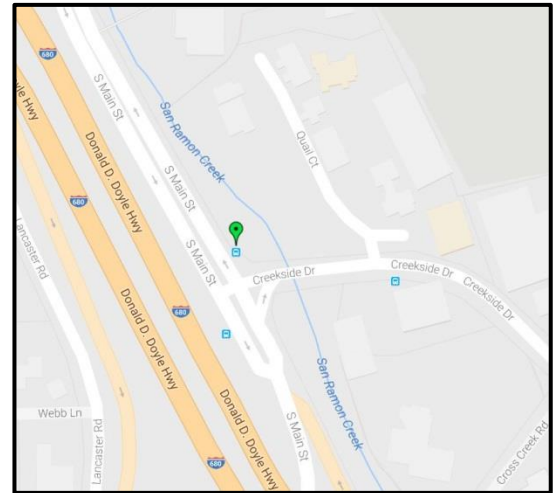 680
S Main St
yle Hwy
Donald D. Doyle Hwy
San Ramon Creek
S Main St
Quail Ct
680
Lancaster Rd
S Main St
Creekside Dr
Creekside Dr
Creekside Dr
Donald D. Doyle Hwy
680
San Ramon Creek
Donald D. Doyle Hwy
Webb Ln
Lancaster Rd
S Main St
Cross Creek Rd
680